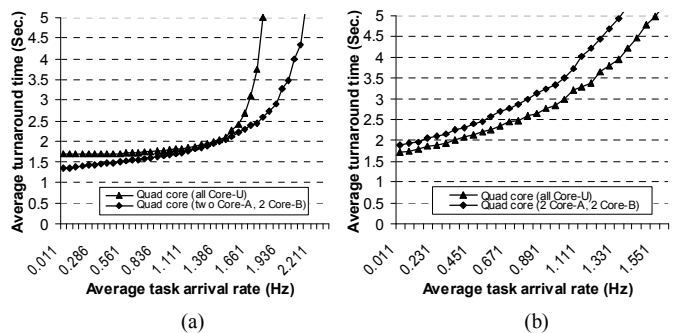 Average turnaround time (Sec.)
5
4.5
4
3.5
3
2.5
2
1.5
1
0.5
0
Quad core (all Core-U)
Quad core (two Core-A, 2 Core-B)
0.011 0.286 0.561 0.836 1.111 1.386 1.661 1.936 2.211
Average task arrival rate (Hz)
(a)
Average turnaround time (Sec.)
5
4.5
4
3.5
3
2.5
2
1.5
1
0.5
0
Quad core (all Core-U)
Quad core (2 Core-A, 2 Core-B)
0.011 0.231 0.451 0.671 0.891 1.111 1.331 1.551
Average task arrival rate (Hz)
(b)